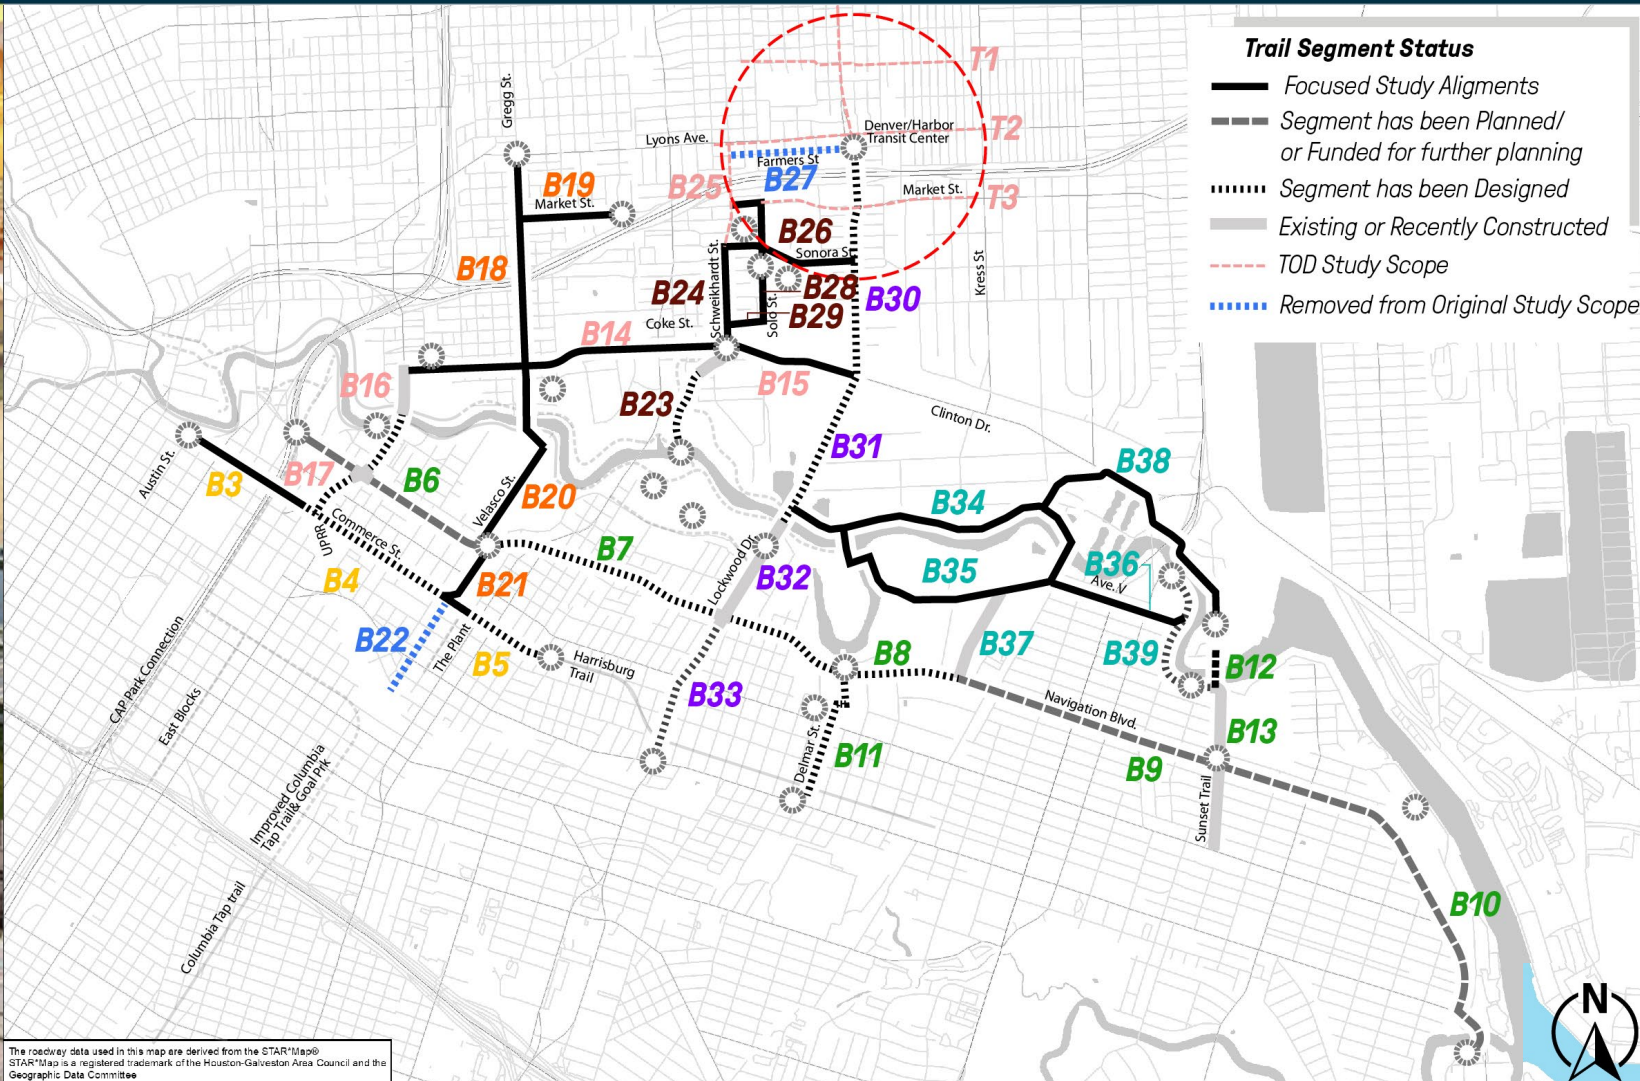 Trail Segment Status
Focused Study Aligments
Segment has been Planned/
or Funded for further planning
Segment has been Designed
Existing or Recently Constructed
TOD Study Scope
Removed from Original Study Scope
T1
Gregg St.
Lyons Ave.
Denver/Harbor
Transit Center
T2
Farmers St
B27
B25
B19
Market St.
Market St.
T3
B26
Sonora St
Kress St
B18
Schweikhardt St.
B24
B28
B30
Solo St.
B29
Coke St.
B14
B16
B15
B23
Clinton Dr.
B31
B38
Austin St.
B3
B17
B6
Velasco St.
B20
B34
UPRR
Commerce St.
B7
Lockwood Dr.
B32
B35
B36
Ave. V
B4
B21
B22
The Plant
B5
Harrisburg
Trail
B33
B8
B37
B39
B12
CAP Park Connection
East Blocks
Navigation Blvd.
B13
Delmar St.
B11
B9
Sunset Trail
Improved Columbia
Tap Trail& Goal Prk
Columbia Tap trail
B10
N
The roadway data used in this map are derived from the STAR*Map®
STAR*Map is a registered trademark of the Houston-Galveston Area Council and the
Geographic Data Committee